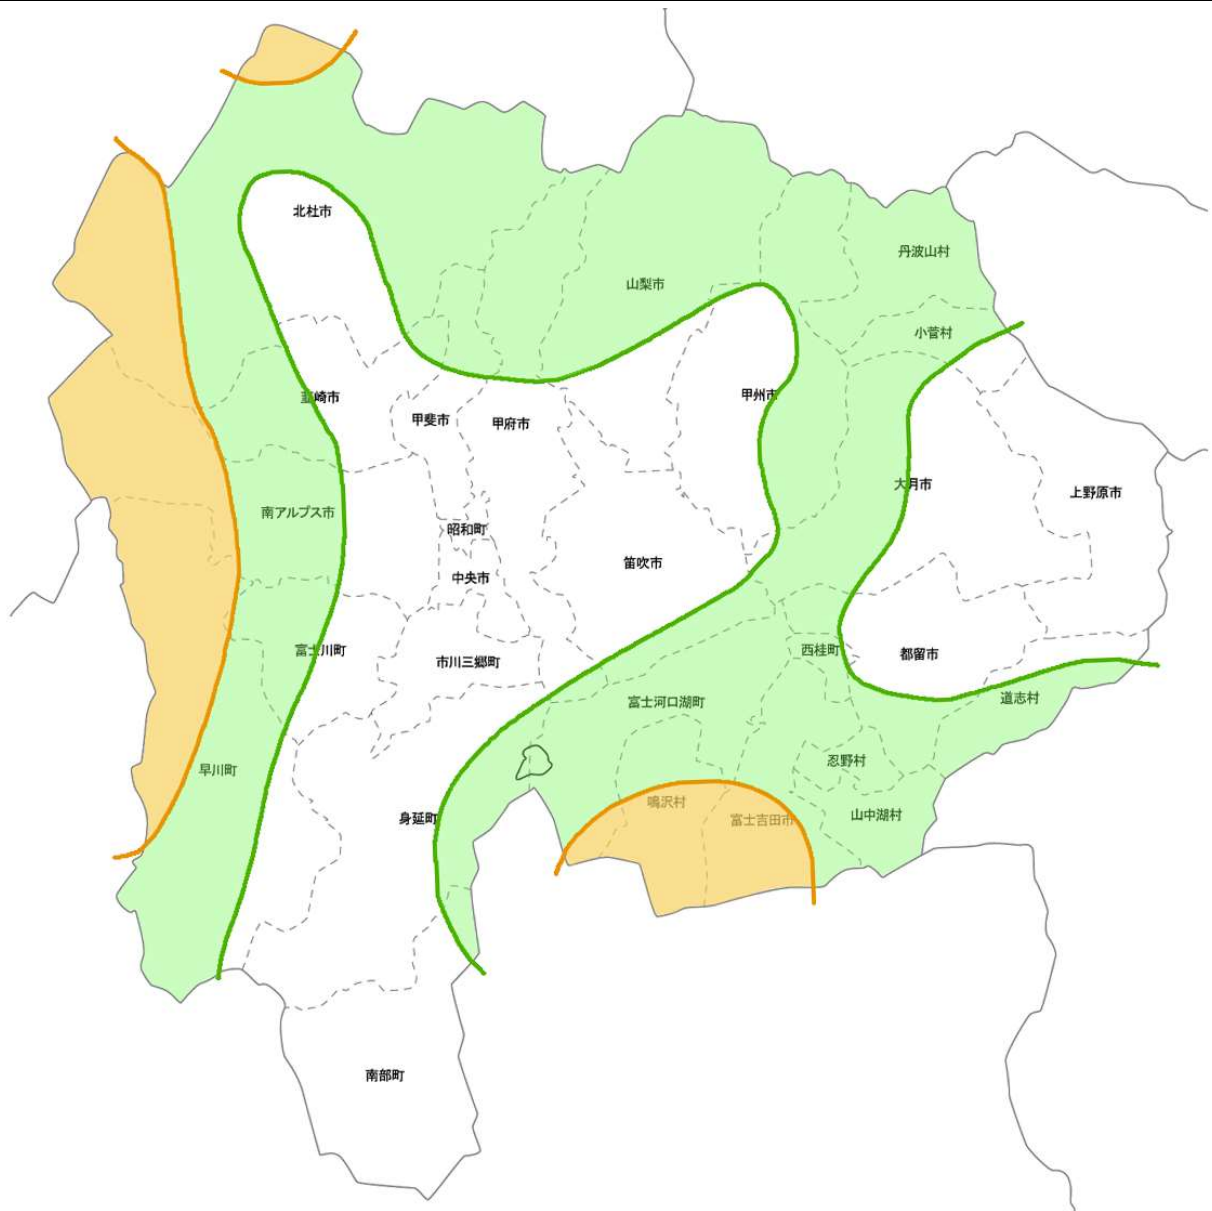 北杜市
丹波山村
山梨市
小菅村
韮崎市
甲斐市
甲府市
甲州市
南アルプス市
大月市
上野原市
昭和町
中央市
笛吹市
富士川町
市川三郷町
西桂町
都留市
富士河口湖町
道志村
早川町
忍野村
鳴沢村
身延町
富士吉田市
山中湖村
南部町